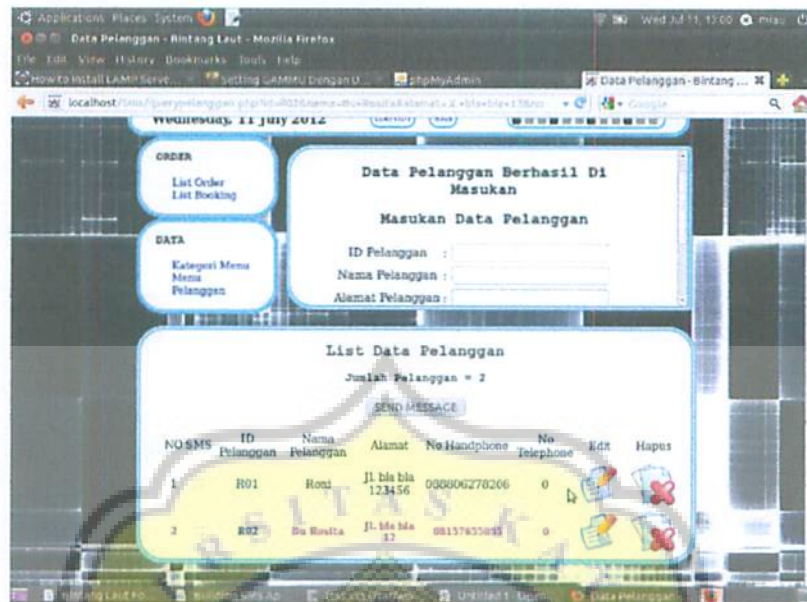 Applications Places System
Wed Jul 11, 13:00
Data Pelanggan - Bintang Laut - Mozilla Firefox
File Edit View History Bookmarks Tools Help
How to Install LAMP Serve...
phpMyAdmin
Data Pelanggan - Bintang ...
localhost
Google
Wednesday, 11 July 2012
ORDER
List Order
List Booking
DATA
Kategori Menu
Menu
Pelanggan
Data Pelanggan Berhasil Di
Masukan
Masukan Data Pelanggan
ID Pelanggan :
Nama Pelanggan :
Alamat Pelanggan :
List Data Pelanggan
Jumlah Pelanggan = 2
SEND MESSAGE
NO SMS ID Pelanggan Nama Pelanggan Alamat No Handphone No Telephone Edit Hapus
1 R01 Roni Jl. bla bla 123456 088806278206 0
2 R02 Bu Rosita Jl. bla bla 12 0
SITAS KA
Data Pelanggan